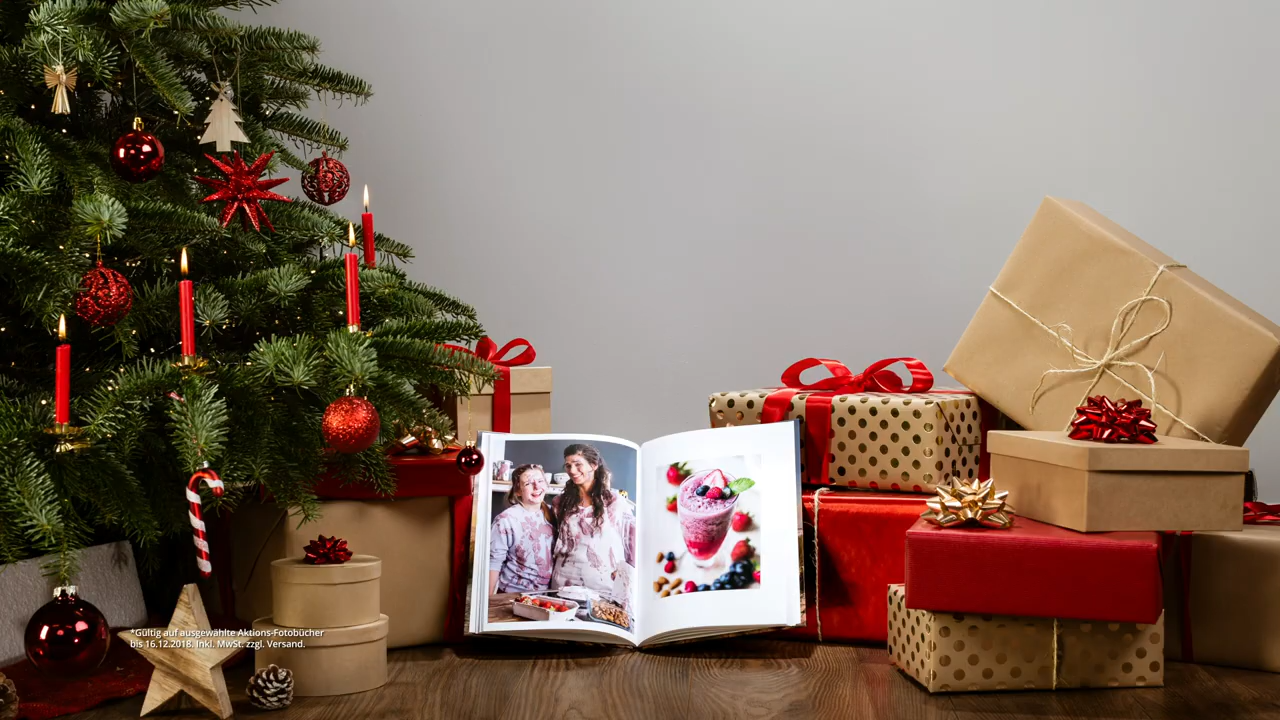 *Gültig auf ausgewählte Aktions-Fotobücher
bis 16.12.2018. Inkl. MwSt. zzgl. Versand.